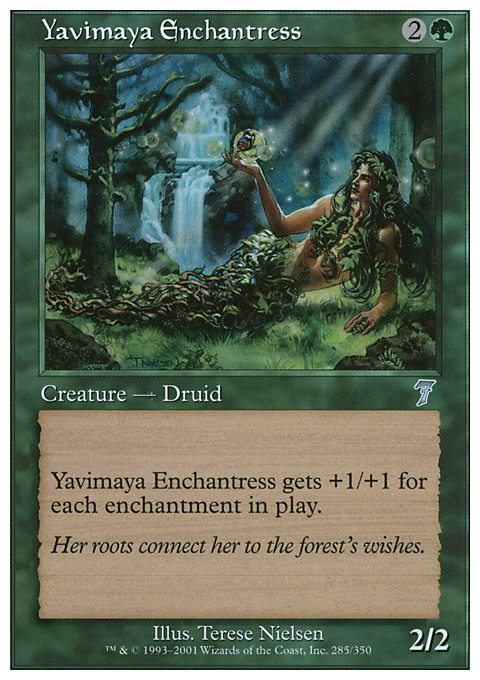 Yavimaya Enchantress 2
T. Nielsen
Creature — Druid 7
Yavimaya Enchantress gets +1/+1 for
each enchantment in play.
Her roots connect her to the forest's wishes.
Illus. Terese Nielsen
™ & © 1993–2001 Wizards of the Coast, Inc. 285/350
2/2